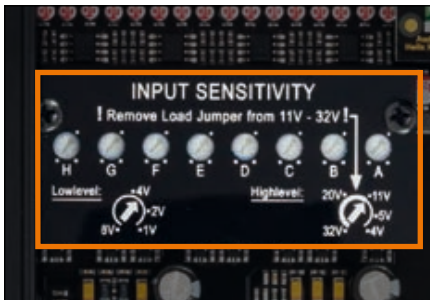 INPUT SENSITIVITY
! Remove Load Jumper from 11V - 32V !
H G F E D C B A
Lowlevel: 4V 2V 1V 8V
Highlevel: 20V 11V 5V 4V 32V